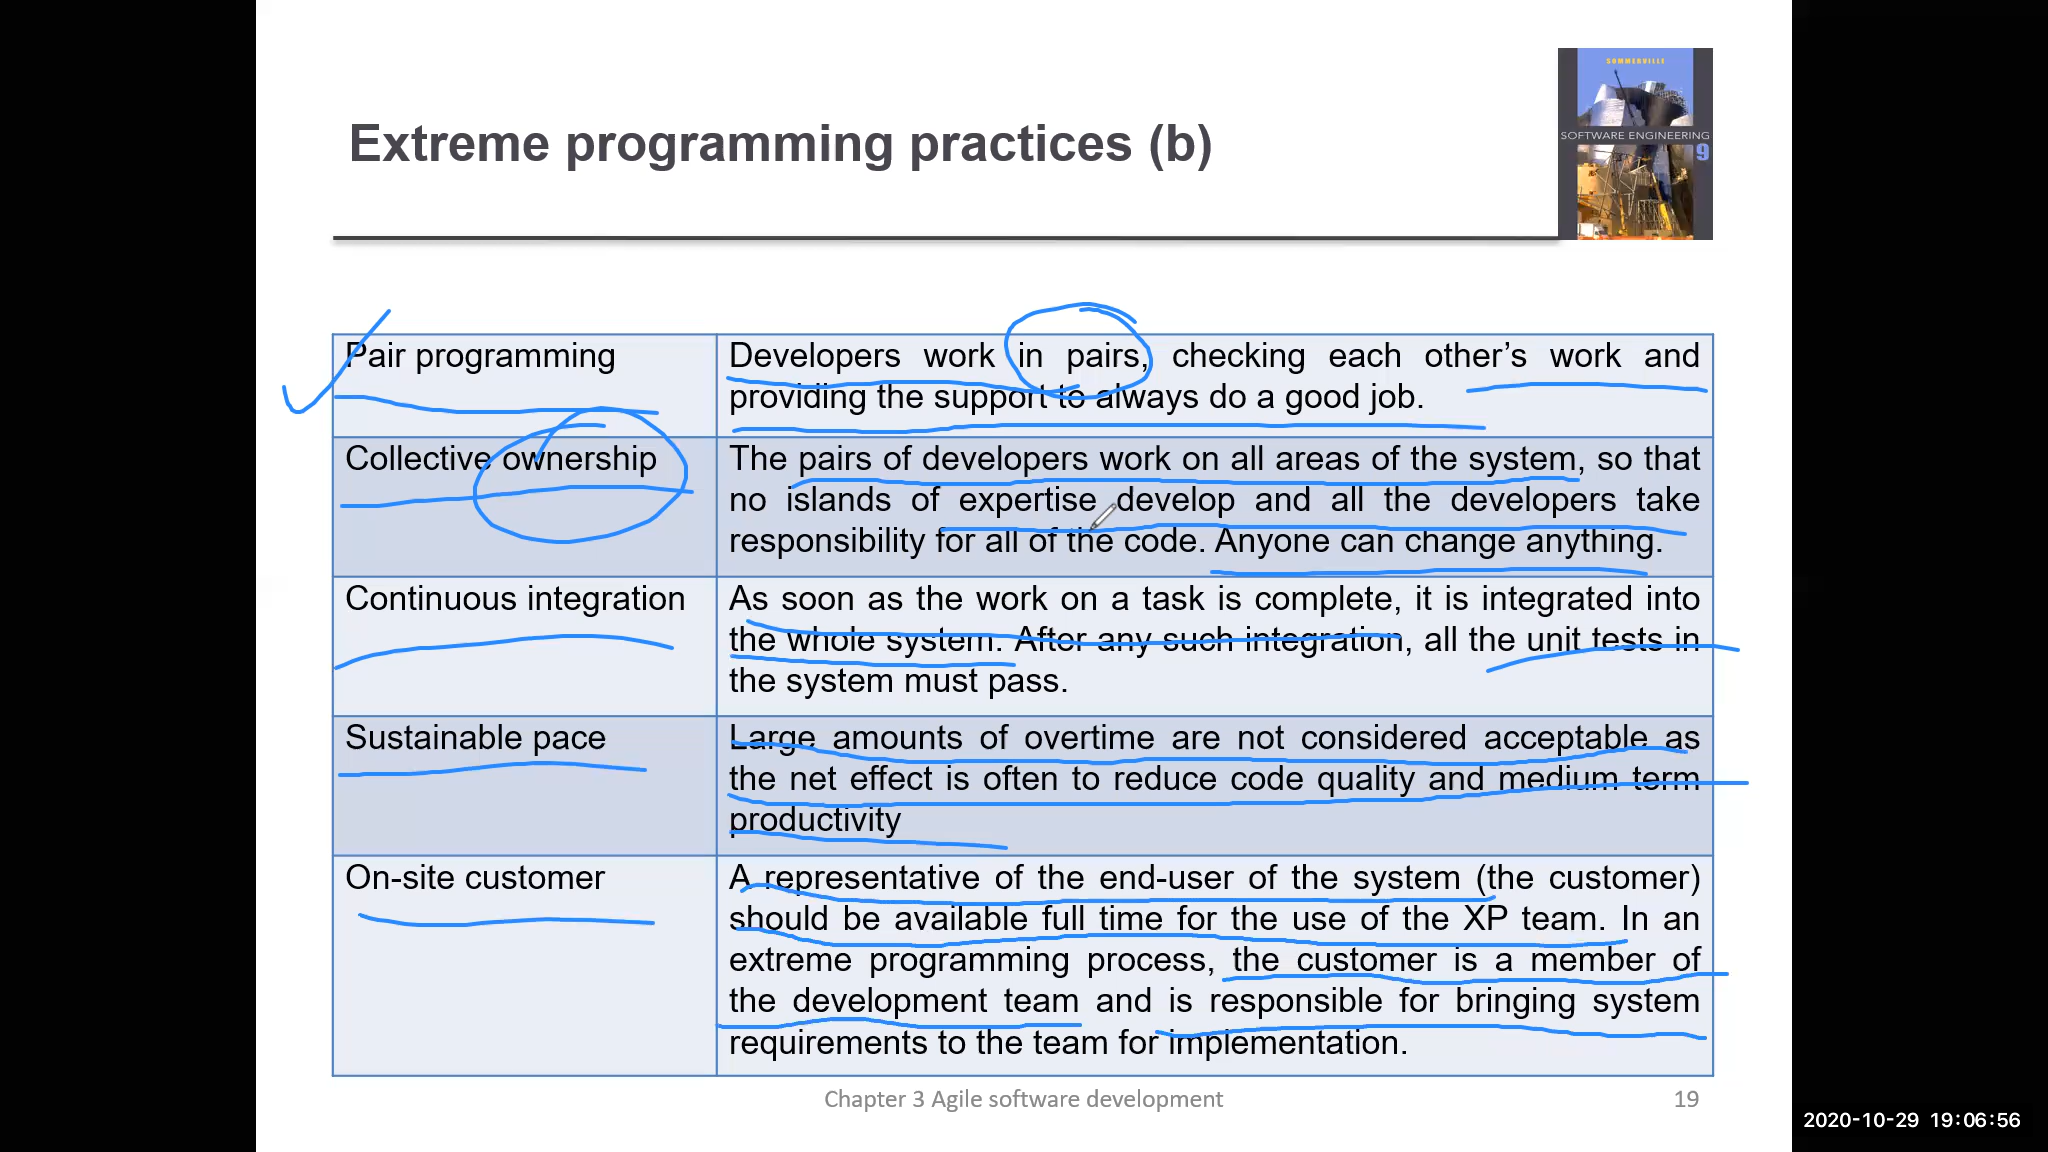 SOMMERVILLE
SOFTWARE ENGINEERING
9
Extreme programming practices (b)
Pair programming
Developers work in pairs, checking each other’s work and
providing the support to always do a good job.
Collective ownership
The pairs of developers work on all areas of the system, so that
no islands of expertise develop and all the developers take
responsibility for all of the code. Anyone can change anything.
Continuous integration
As soon as the work on a task is complete, it is integrated into
the whole system. After any such integration, all the unit tests in
the system must pass.
Sustainable pace
Large amounts of overtime are not considered acceptable as
the net effect is often to reduce code quality and medium term
productivity
On-site customer
A representative of the end-user of the system (the customer)
should be available full time for the use of the XP team. In an
extreme programming process, the customer is a member of
the development team and is responsible for bringing system
requirements to the team for implementation.
Chapter 3 Agile software development
19
2020-10-29 19:06:56